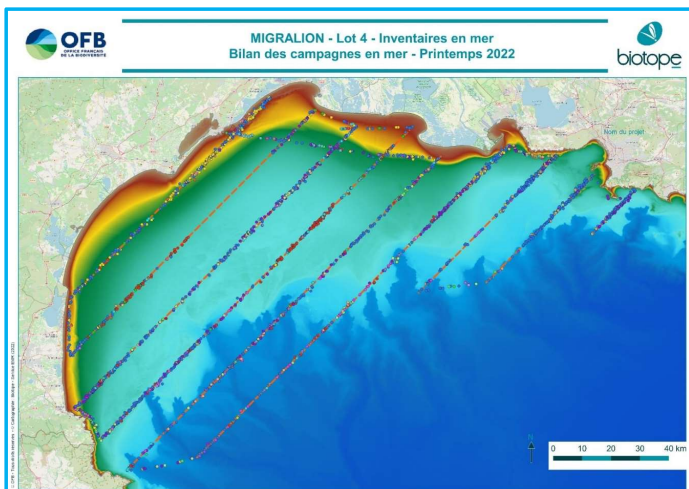 OFB
OFFICE FRANÇAIS
DE LA BIODIVERSITÉ
MIGRALION - Lot 4 - Inventaires en mer
Bilan des campagnes en mer - Printemps 2022
biotope
Nom du projet
N
0 10 20 30 40 km